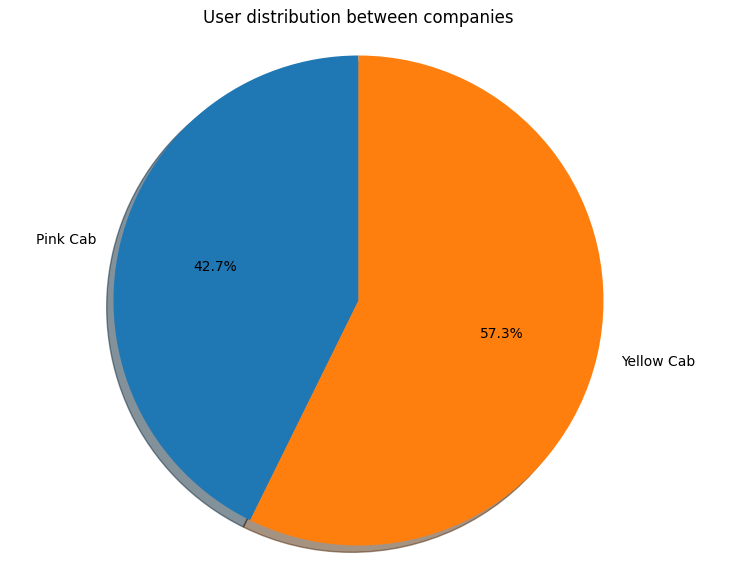 User distribution between companies
Pink Cab
42.7%
57.3%
Yellow Cab